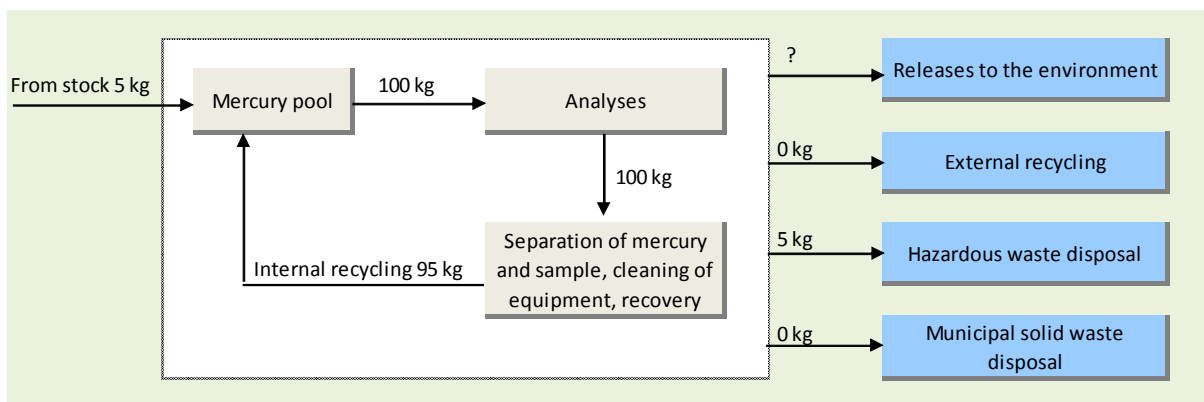 From stock 5 kg
Mercury pool
100 kg
Analyses
100 kg
Separation of mercury
and sample, cleaning of
equipment, recovery
Internal recycling 95 kg
?
Releases to the environment
0 kg
External recycling
5 kg
Hazardous waste disposal
0 kg
Municipal solid waste
disposal